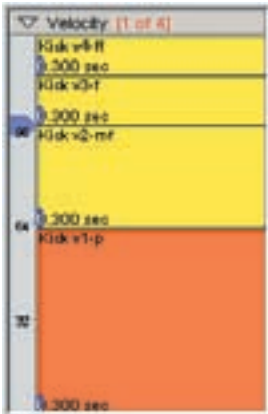 Velocity [1 of 4]
Kick v4-ff
0.300 sec
Kick v3-f
0.300 sec
96
Kick v2-mf
0.300 sec
64
Kick v1-p
32
0.300 sec